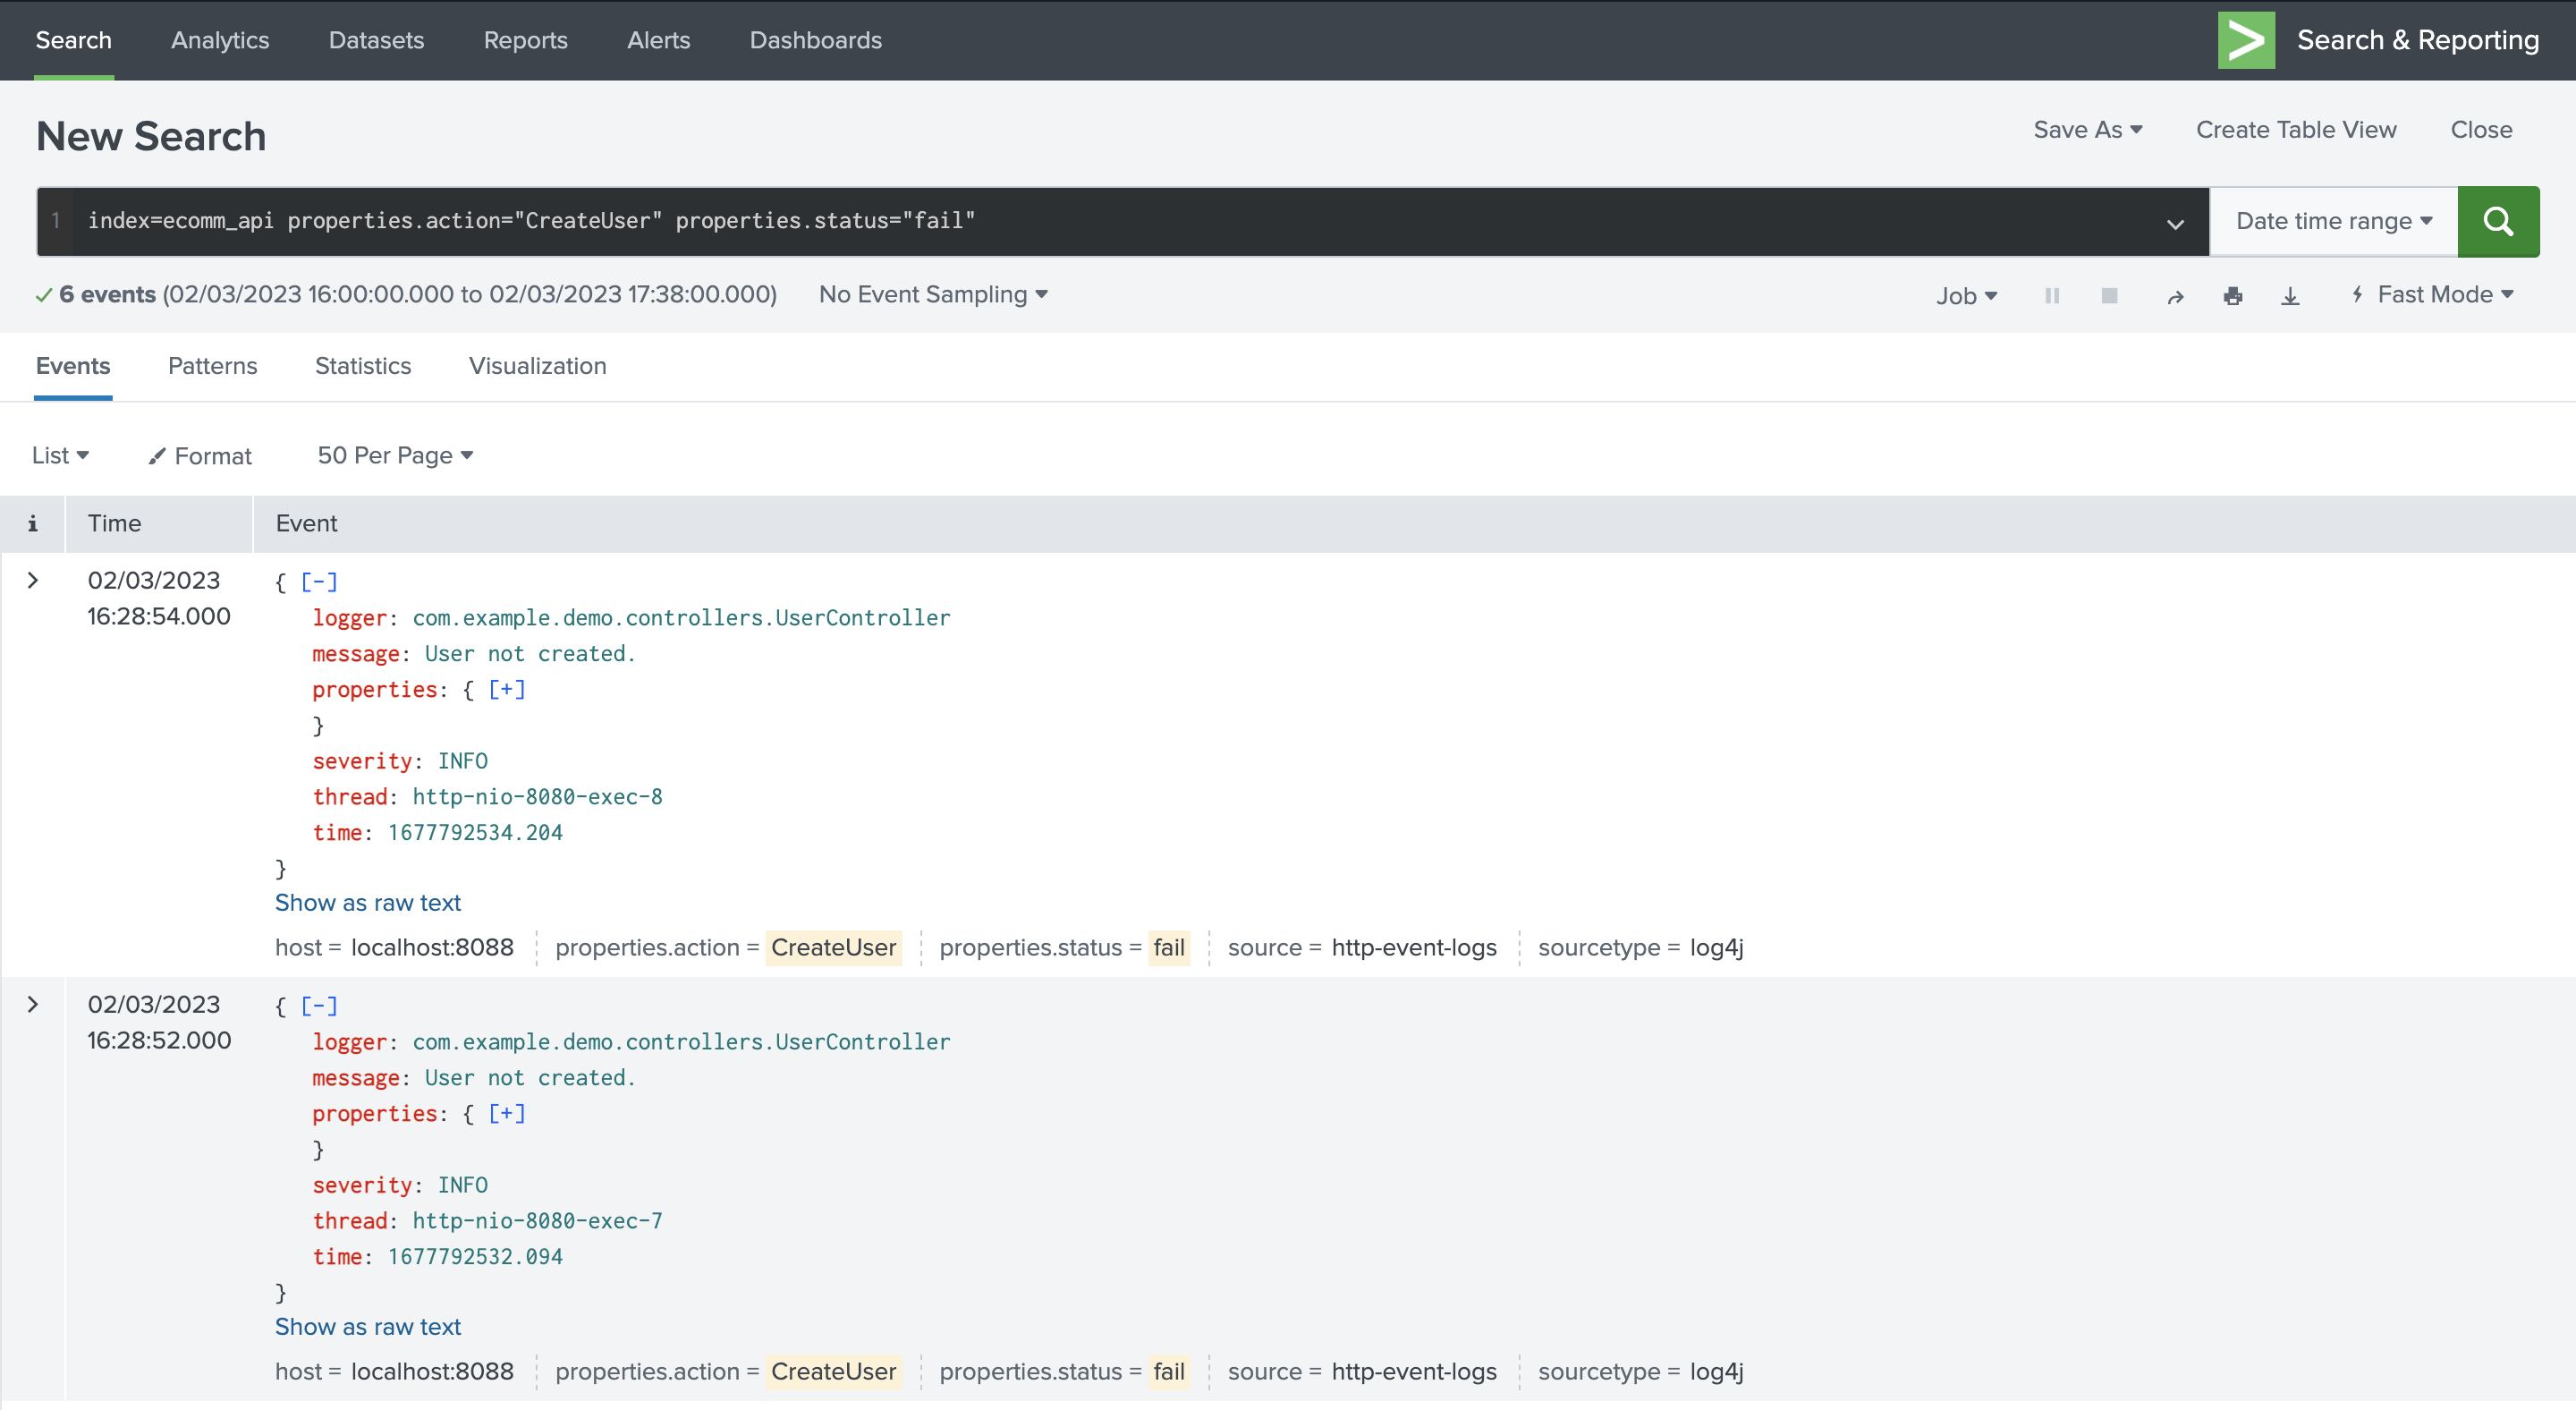 Search Analytics Datasets Reports Alerts Dashboards Search & Reporting
New Search Save As Create Table View Close
1 index=ecomm_api properties.action="CreateUser" properties.status="fail" Date time range
6 events (02/03/2023 16:00:00.000 to 02/03/2023 17:38:00.000) No Event Sampling Job Fast Mode
Events Patterns Statistics Visualization
List Format 50 Per Page
i Time Event
02/03/2023 { [-]
16:28:54.000 logger: com.example.demo.controllers.UserController
message: User not created.
properties: { [+]
}
severity: INFO
thread: http-nio-8080-exec-8
time: 1677792534.204
}
Show as raw text
host = localhost:8088 properties.action = CreateUser properties.status = fail source = http-event-logs sourcetype = log4j
02/03/2023 { [-]
16:28:52.000 logger: com.example.demo.controllers.UserController
message: User not created.
properties: { [+]
}
severity: INFO
thread: http-nio-8080-exec-7
time: 1677792532.094
}
Show as raw text
host = localhost:8088 properties.action = CreateUser properties.status = fail source = http-event-logs sourcetype = log4j